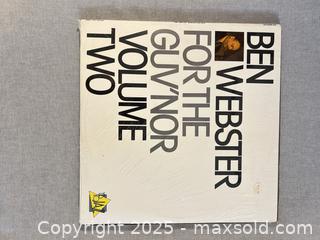 BEN
WEBSTER
FOR THE
GUV'NOR
VOLUME
TWO
Copyright 2025 - maxsold.com